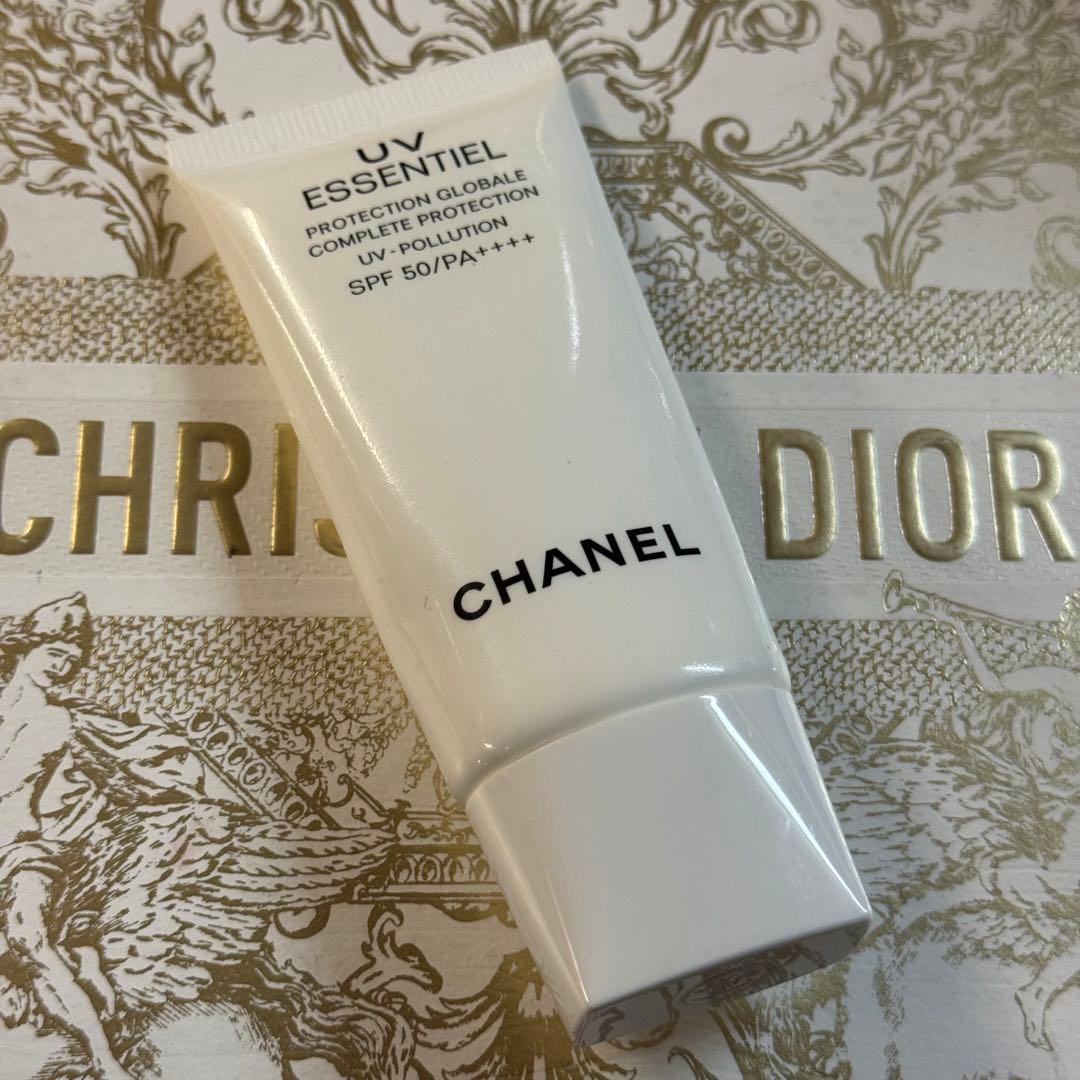 UV
ESSENTIEL
PROTECTION GLOBALE
COMPLETE PROTECTION
UV-POLLUTION
SPF 50/PA++++
CHRIS DIOR
CHANEL